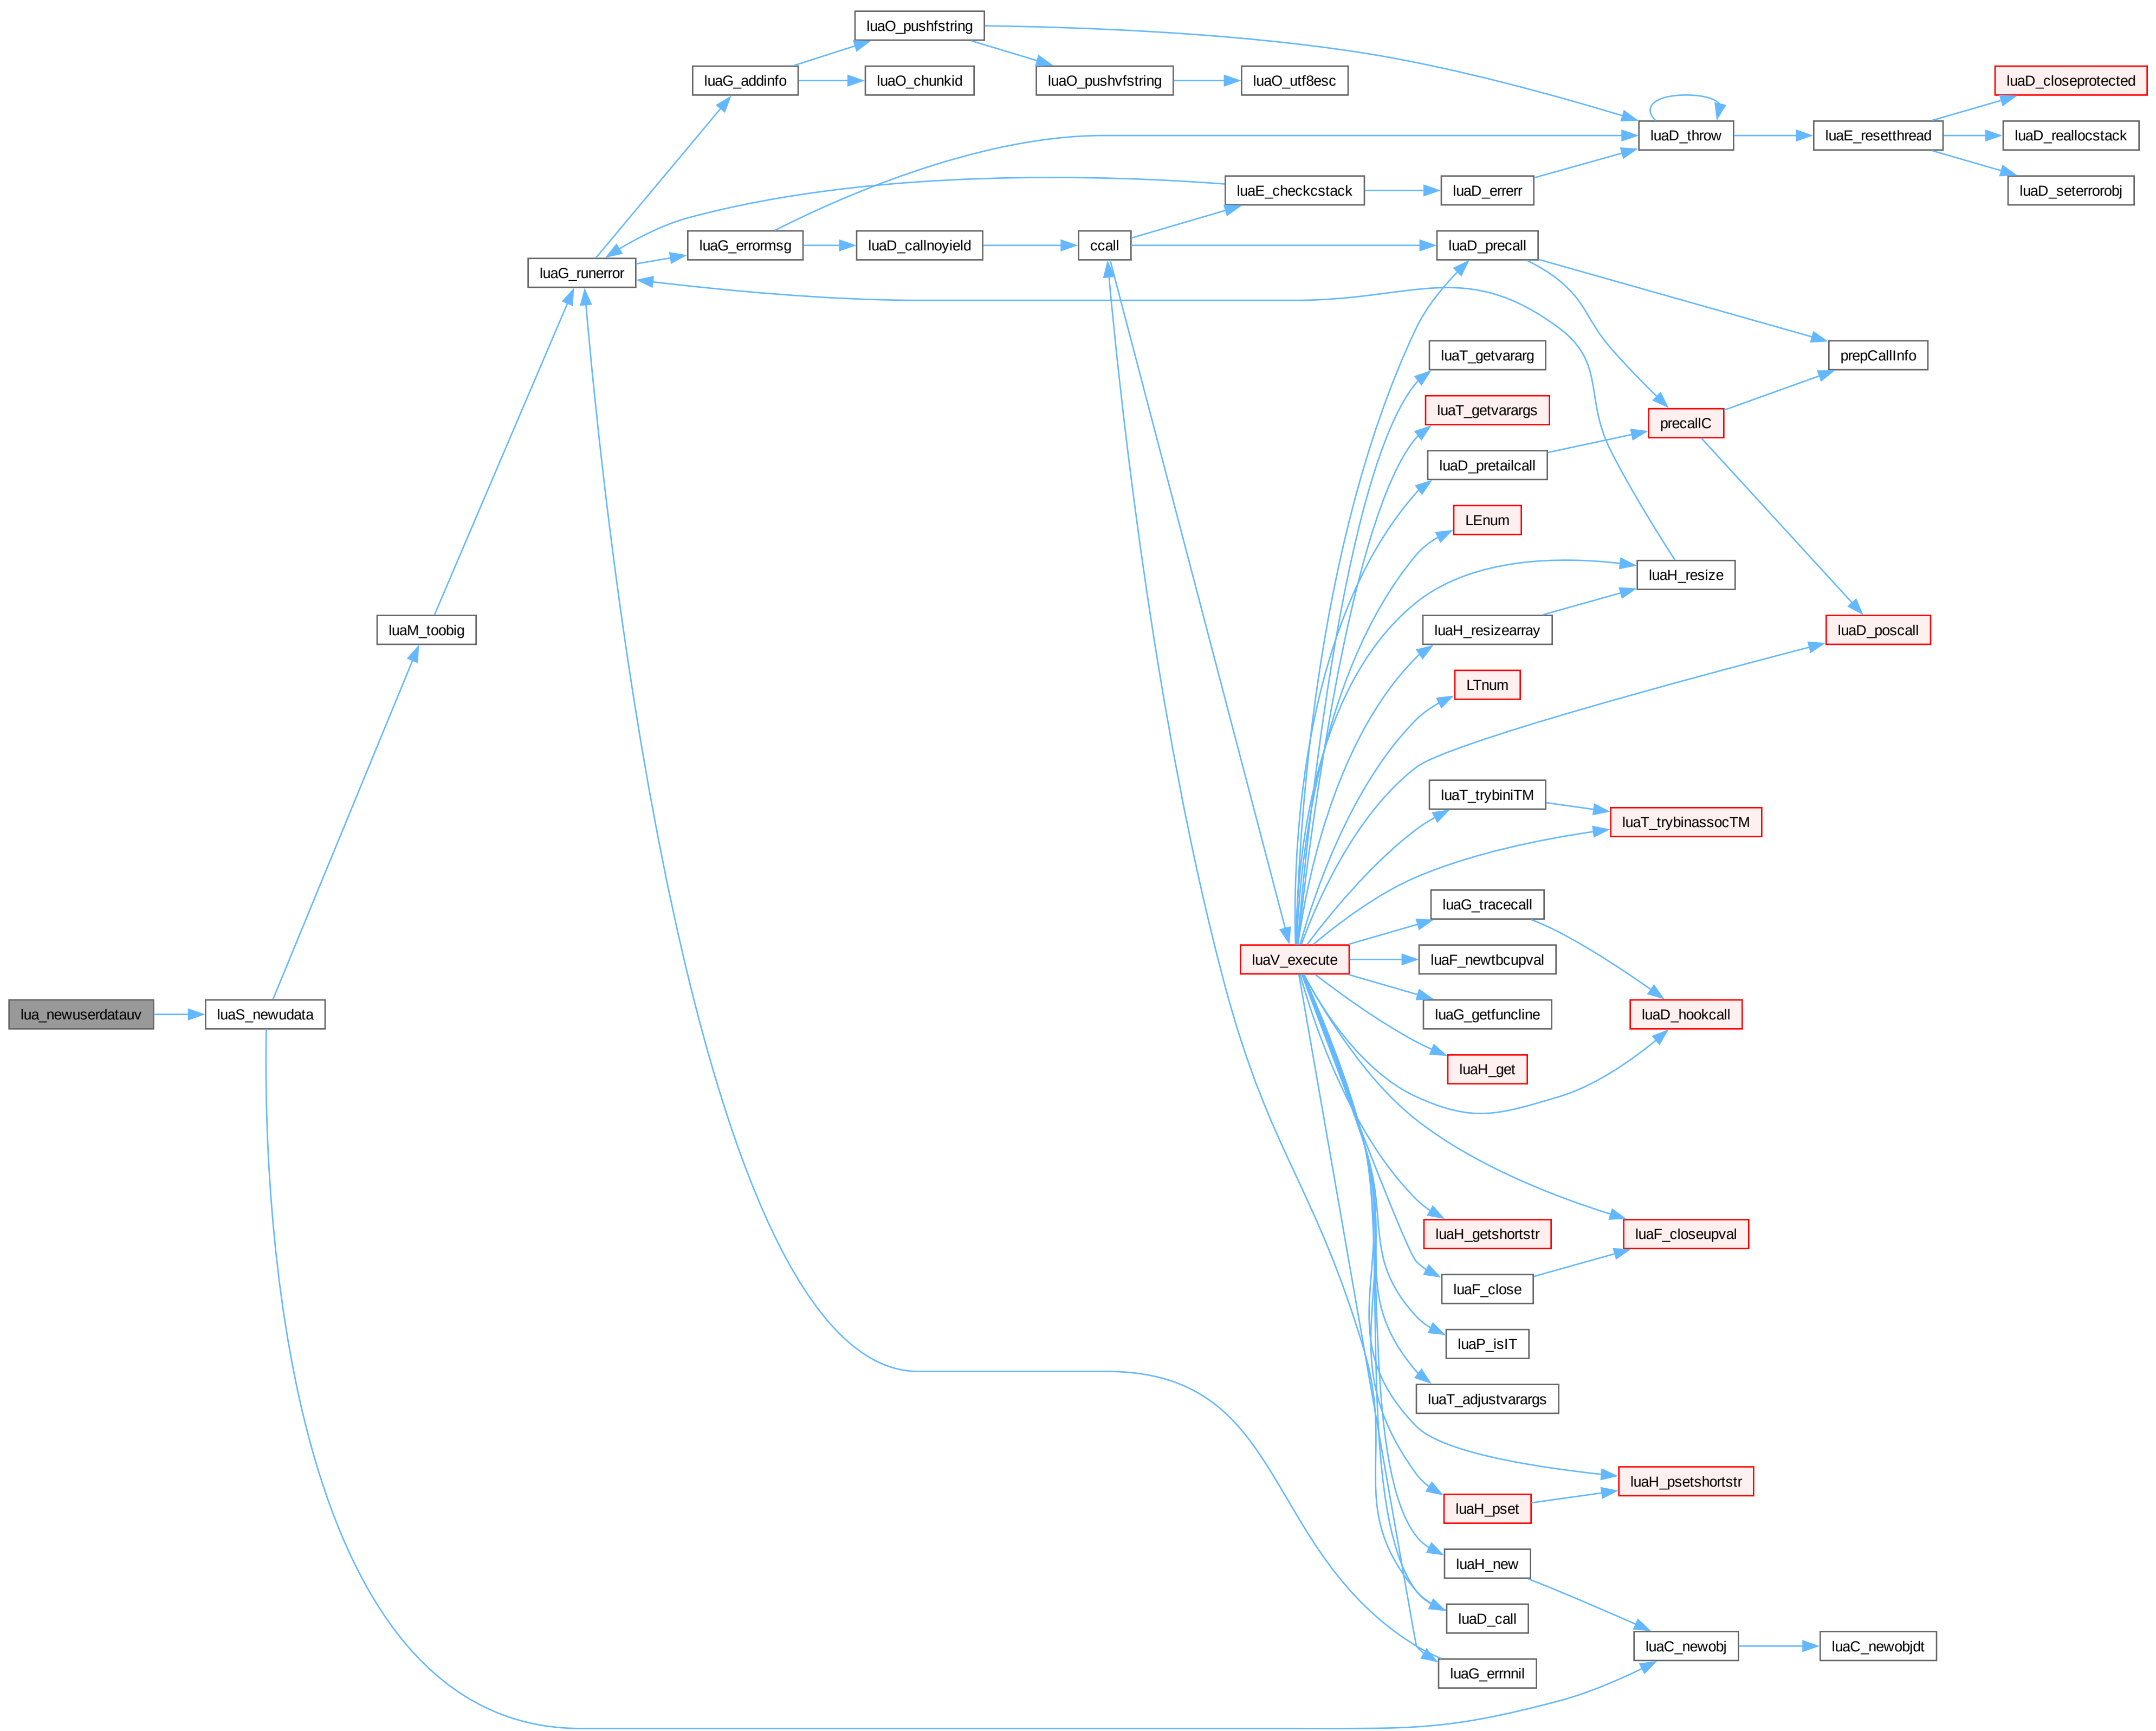 luaO_pushfstring
luaG_addinfo
luaO_chunkid
luaO_pushvfstring
luaO_utf8esc
luaD_closeprotected
luaD_throw
luaE_resetthread
luaD_reallocstack
luaE_checkcstack
luaD_errerr
luaD_seterrorobj
luaG_runerror
luaG_errormsg
luaD_callnoyield
ccall
luaD_precall
luaT_getvararg
prepCallInfo
luaT_getvarargs
precallC
luaD_pretailcall
LEnum
luaH_resize
luaM_toobig
luaH_resizearray
luaD_poscall
LTnum
luaT_trybiniTM
luaT_trybinassocTM
luaG_tracecall
luaV_execute
luaF_newtbcupval
lua_newuserdatauv
luaS_newudata
luaG_getfuncline
luaD_hookcall
luaH_get
luaH_getshortstr
luaF_closeupval
luaF_close
luaP_isIT
luaT_adjustvarargs
luaH_psetshortstr
luaH_pset
luaH_new
luaD_call
luaC_newobj
luaC_newobjdt
luaG_errnnil